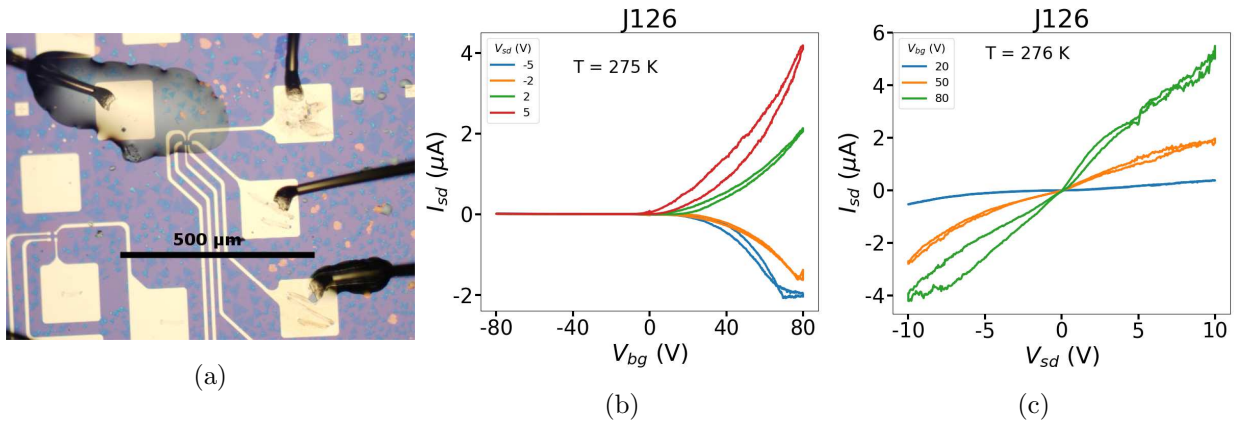 500 µm
(a)
J126
I_sd (µA)
4
2
0
-2
V_sd (V)
-5
-2
2
5
T = 275 K
-80
-40
0
40
80
V_bg (V)
(b)
J126
I_sd (µA)
6
4
2
0
-2
-4
V_bg (V)
20
50
80
T = 276 K
-10
-5
0
5
10
V_sd (V)
(c)